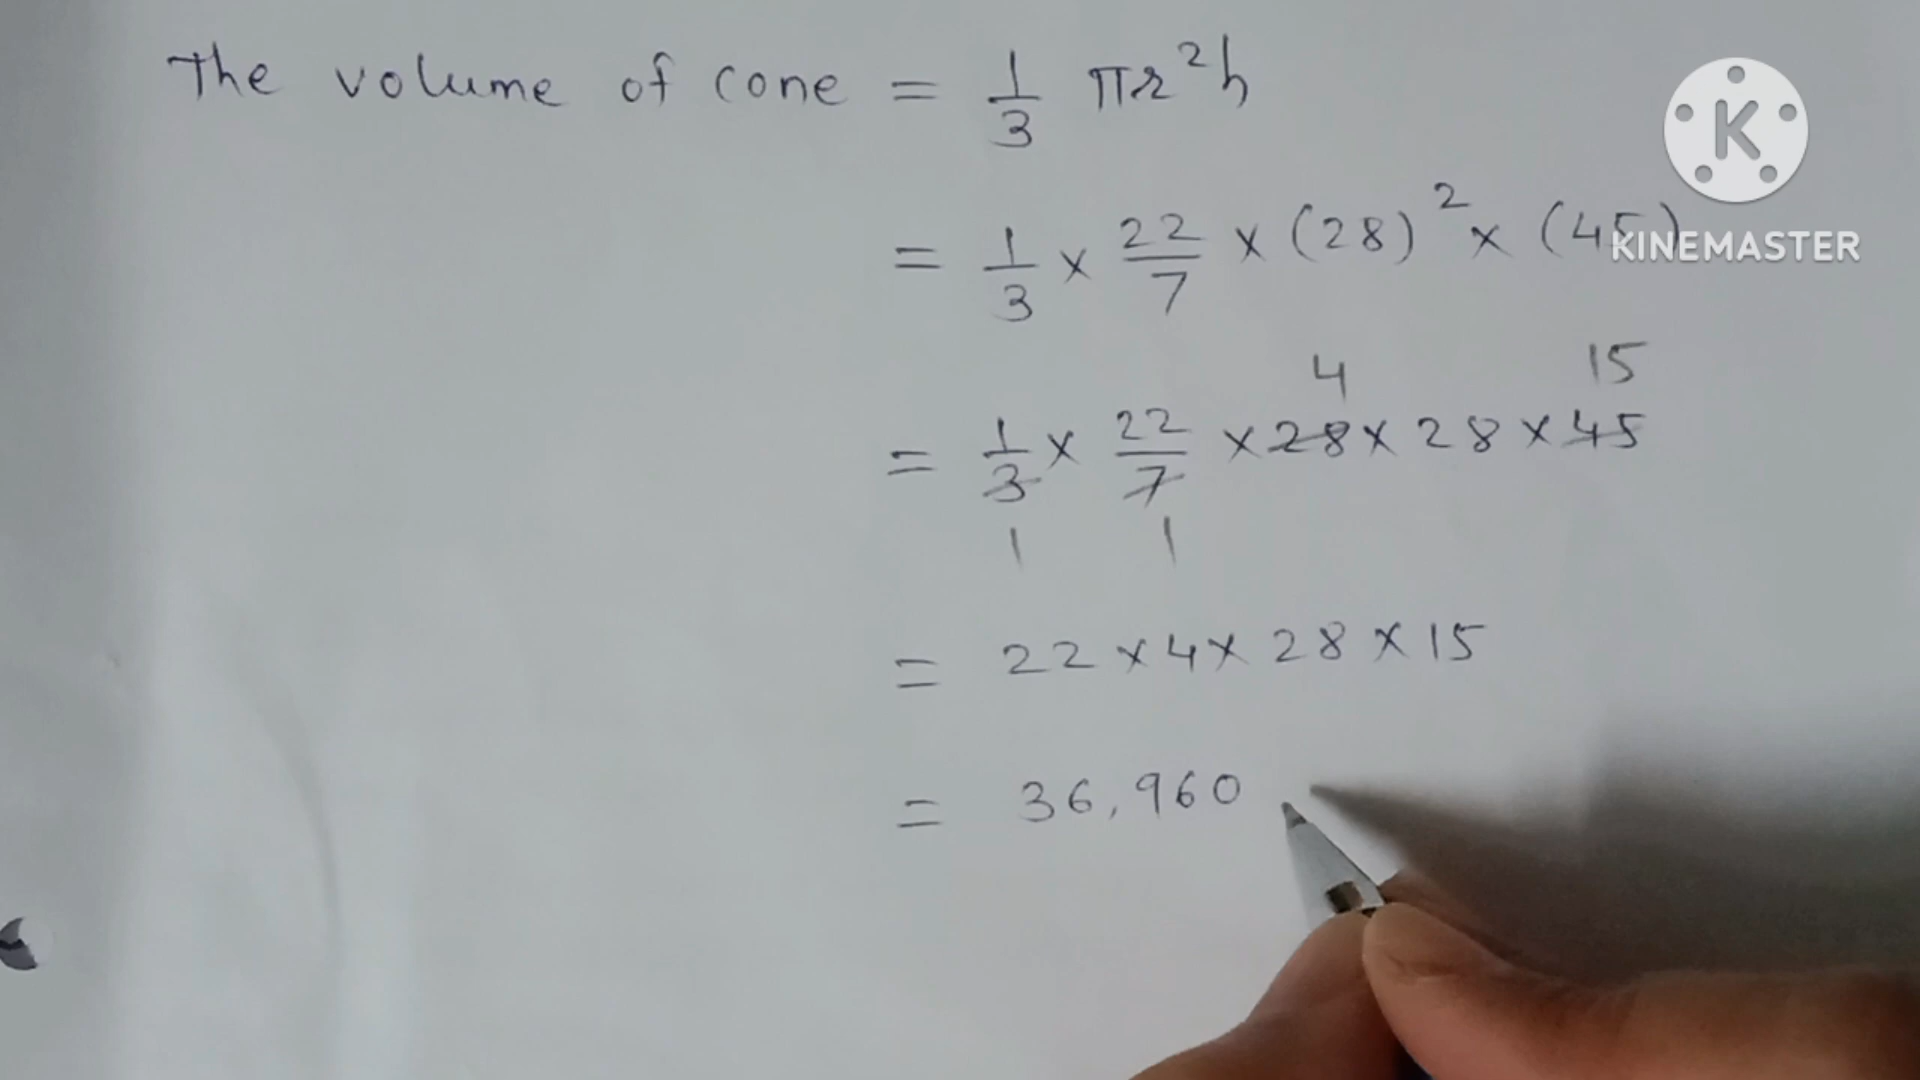 The volume of cone = 1/3 πr²h
= 1/3 × 22/7 × (28)² × (45)
K
KINEMASTER
4 15
= 1/3 × 22/7 × 28 × 28 × 45
1 1
= 22 × 4 × 28 × 15
= 36,960